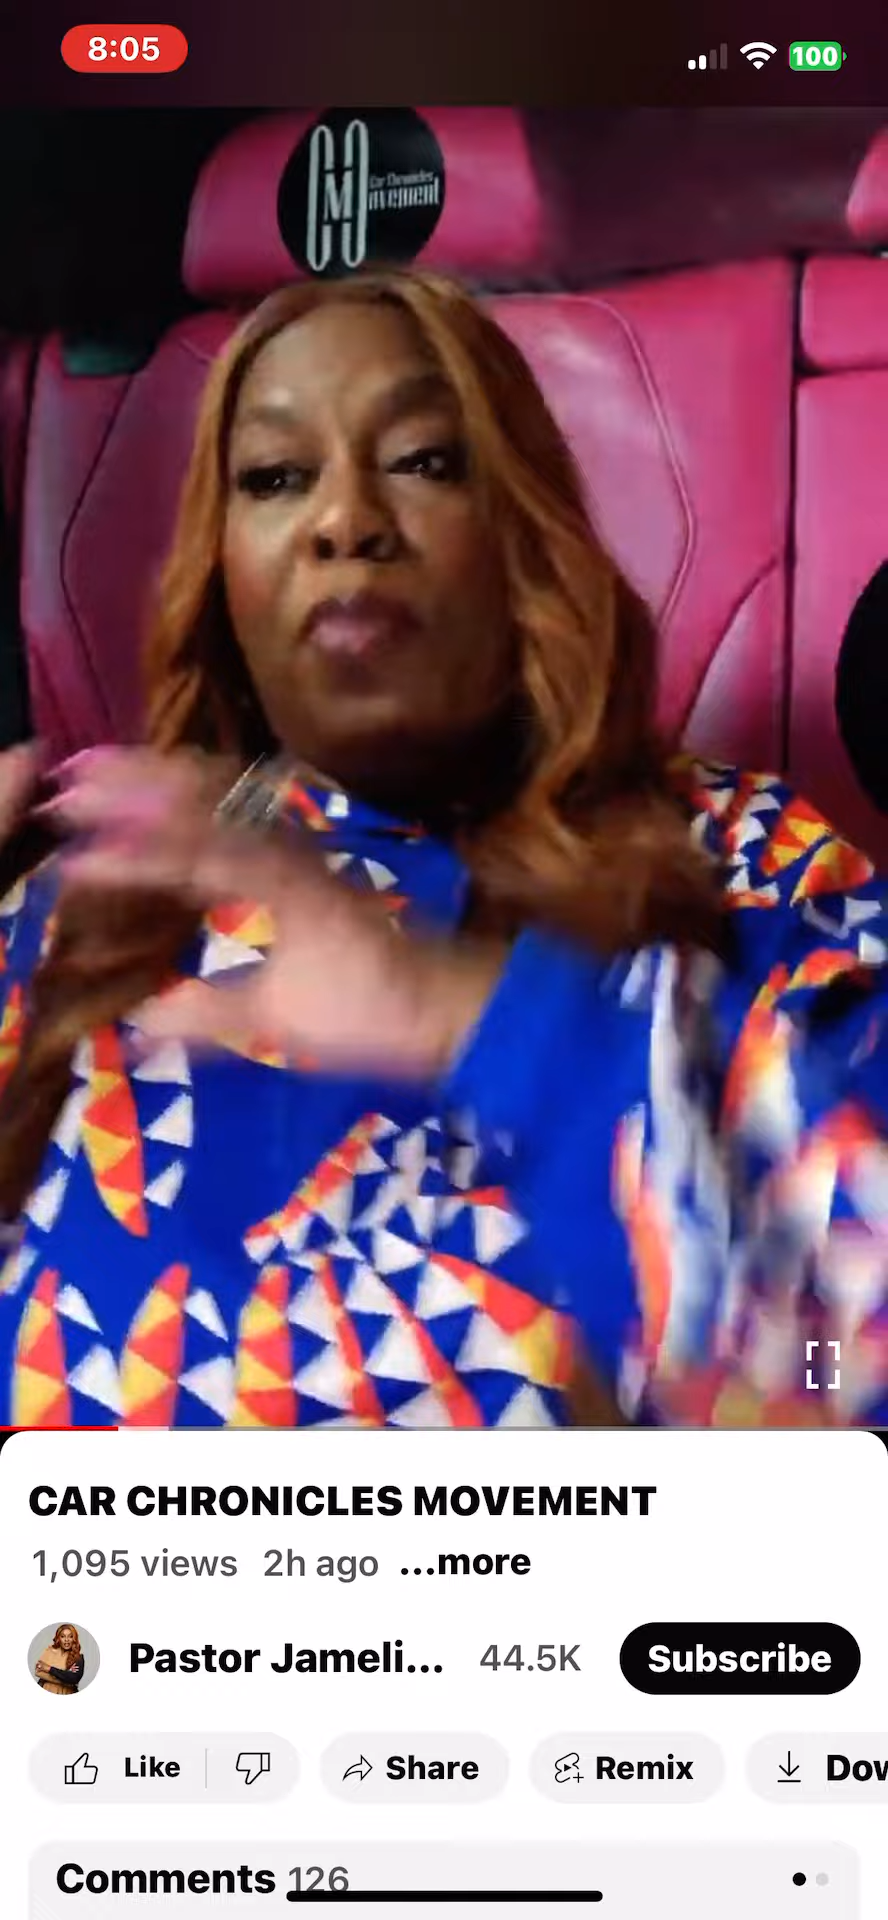 8:05
100
Car Chronicles
Movement
CAR CHRONICLES MOVEMENT
1,095 views 2h ago ...more
Pastor Jameli... 44.5K Subscribe
Like Share Remix Dow
Comments 126